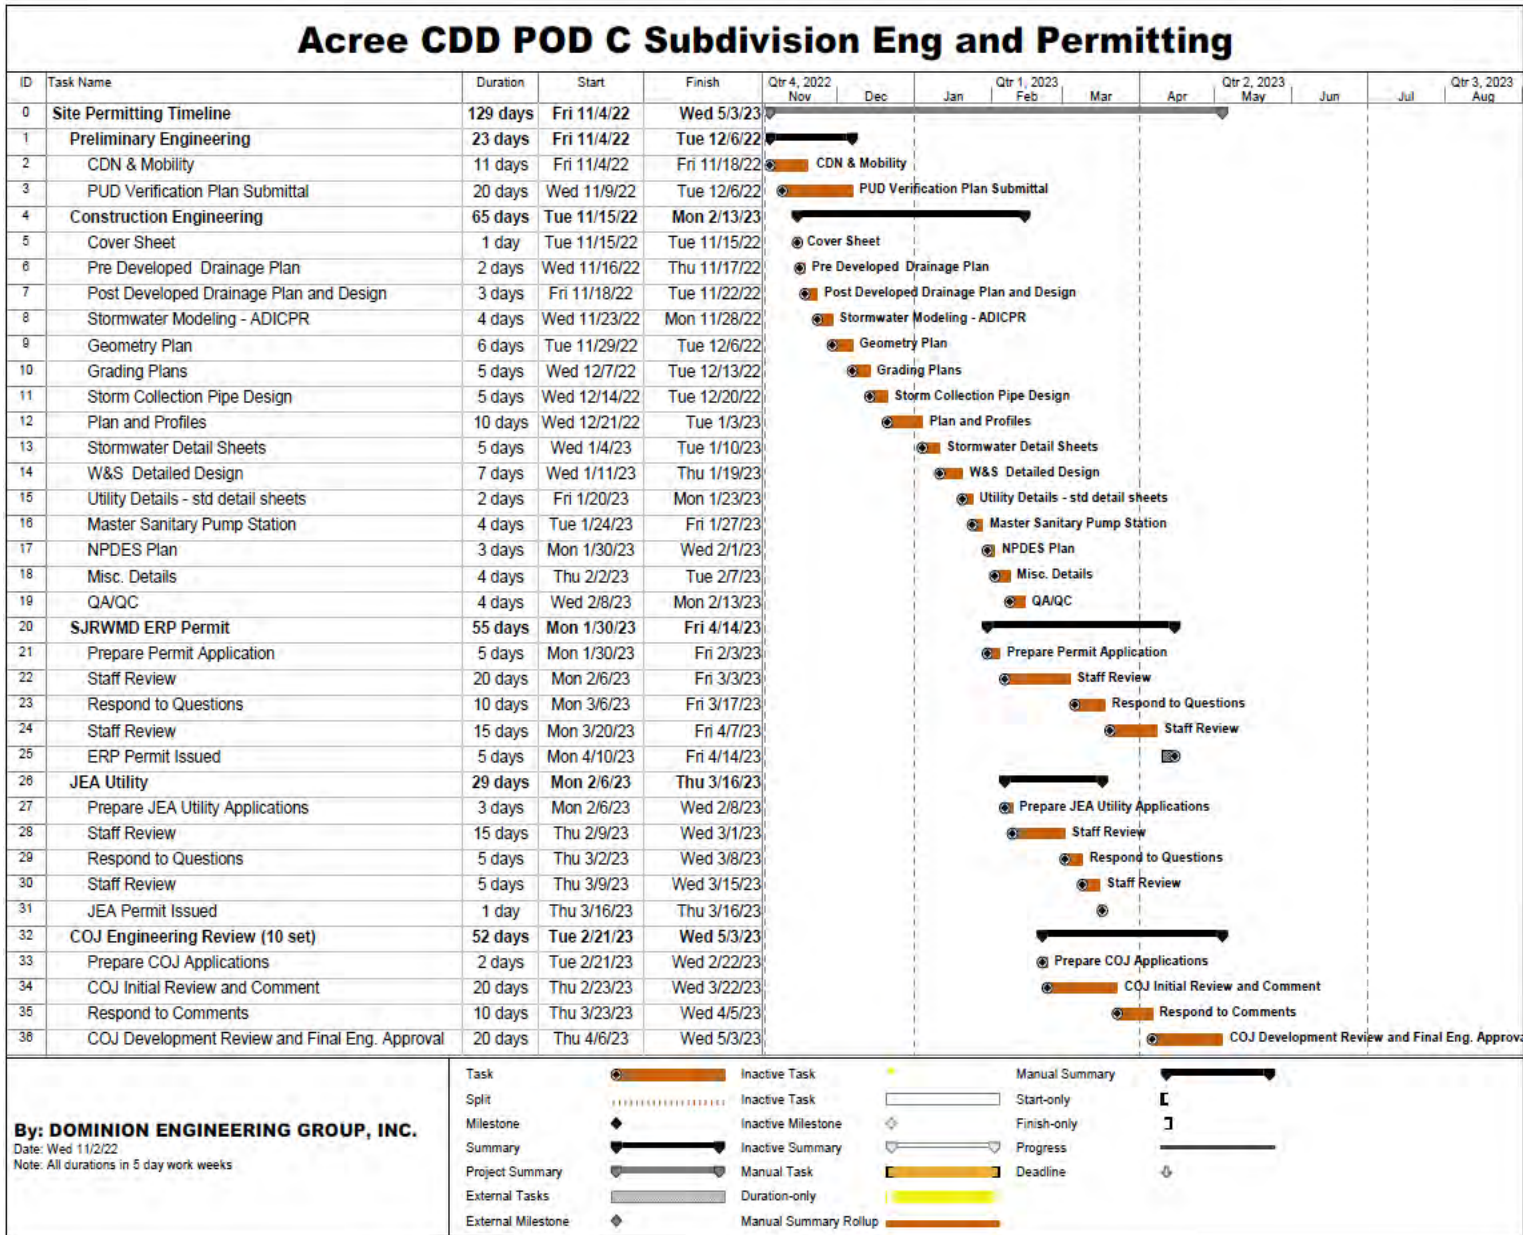 Acree CDD POD C Subdivision Eng and Permitting
ID Task Name Duration Start Finish Qtr 4, 2022 Qtr 1, 2023 Qtr 2, 2023 Qtr 3, 2023
Nov Dec Jan Feb Mar Apr May Jun Jul Aug
0 Site Permitting Timeline 129 days Fri 11/4/22 Wed 5/3/23
1 Preliminary Engineering 23 days Fri 11/4/22 Tue 12/6/22
2 CDN & Mobility 11 days Fri 11/4/22 Fri 11/18/22 CDN & Mobility
3 PUD Verification Plan Submittal 20 days Wed 11/9/22 Tue 12/6/22 PUD Verification Plan Submittal
4 Construction Engineering 65 days Tue 11/15/22 Mon 2/13/23
5 Cover Sheet 1 day Tue 11/15/22 Tue 11/15/22 Cover Sheet
6 Pre Developed Drainage Plan 2 days Wed 11/16/22 Thu 11/17/22 Pre Developed Drainage Plan
7 Post Developed Drainage Plan and Design 3 days Fri 11/18/22 Tue 11/22/22 Post Developed Drainage Plan and Design
8 Stormwater Modeling - ADICPR 4 days Wed 11/23/22 Mon 11/28/22 Stormwater Modeling - ADICPR
9 Geometry Plan 6 days Tue 11/29/22 Tue 12/6/22 Geometry Plan
10 Grading Plans 5 days Wed 12/7/22 Tue 12/13/22 Grading Plans
11 Storm Collection Pipe Design 5 days Wed 12/14/22 Tue 12/20/22 Storm Collection Pipe Design
12 Plan and Profiles 10 days Wed 12/21/22 Tue 1/3/23 Plan and Profiles
13 Stormwater Detail Sheets 5 days Wed 1/4/23 Tue 1/10/23 Stormwater Detail Sheets
14 W&S Detailed Design 7 days Wed 1/11/23 Thu 1/19/23 W&S Detailed Design
15 Utility Details - std detail sheets 2 days Fri 1/20/23 Mon 1/23/23 Utility Details - std detail sheets
16 Master Sanitary Pump Station 4 days Tue 1/24/23 Fri 1/27/23 Master Sanitary Pump Station
17 NPDES Plan 3 days Mon 1/30/23 Wed 2/1/23 NPDES Plan
18 Misc. Details 4 days Thu 2/2/23 Tue 2/7/23 Misc. Details
19 QA/QC 4 days Wed 2/8/23 Mon 2/13/23 QA/QC
20 SJRWMD ERP Permit 55 days Mon 1/30/23 Fri 4/14/23
21 Prepare Permit Application 5 days Mon 1/30/23 Fri 2/3/23 Prepare Permit Application
22 Staff Review 20 days Mon 2/6/23 Fri 3/3/23 Staff Review
23 Respond to Questions 10 days Mon 3/6/23 Fri 3/17/23 Respond to Questions
24 Staff Review 15 days Mon 3/20/23 Fri 4/7/23 Staff Review
25 ERP Permit Issued 5 days Mon 4/10/23 Fri 4/14/23
26 JEA Utility 29 days Mon 2/6/23 Thu 3/16/23
27 Prepare JEA Utility Applications 3 days Mon 2/6/23 Wed 2/8/23 Prepare JEA Utility Applications
28 Staff Review 15 days Thu 2/9/23 Wed 3/1/23 Staff Review
29 Respond to Questions 5 days Thu 3/2/23 Wed 3/8/23 Respond to Questions
30 Staff Review 5 days Thu 3/9/23 Wed 3/15/23 Staff Review
31 JEA Permit Issued 1 day Thu 3/16/23 Thu 3/16/23
32 COJ Engineering Review (10 set) 52 days Tue 2/21/23 Wed 5/3/23
33 Prepare COJ Applications 2 days Tue 2/21/23 Wed 2/22/23 Prepare COJ Applications
34 COJ Initial Review and Comment 20 days Thu 2/23/23 Wed 3/22/23 COJ Initial Review and Comment
35 Respond to Comments 10 days Thu 3/23/23 Wed 4/5/23 Respond to Comments
36 COJ Development Review and Final Eng. Approval 20 days Thu 4/6/23 Wed 5/3/23 COJ Development Review and Final Eng. Approva
By: DOMINION ENGINEERING GROUP, INC.
Date: Wed 11/2/22
Note: All durations in 5 day work weeks
Task Inactive Task Manual Summary
Split Inactive Task Start-only
Milestone Inactive Milestone Finish-only
Summary Inactive Summary Progress
Project Summary Manual Task Deadline
External Tasks Duration-only
External Milestone Manual Summary Rollup